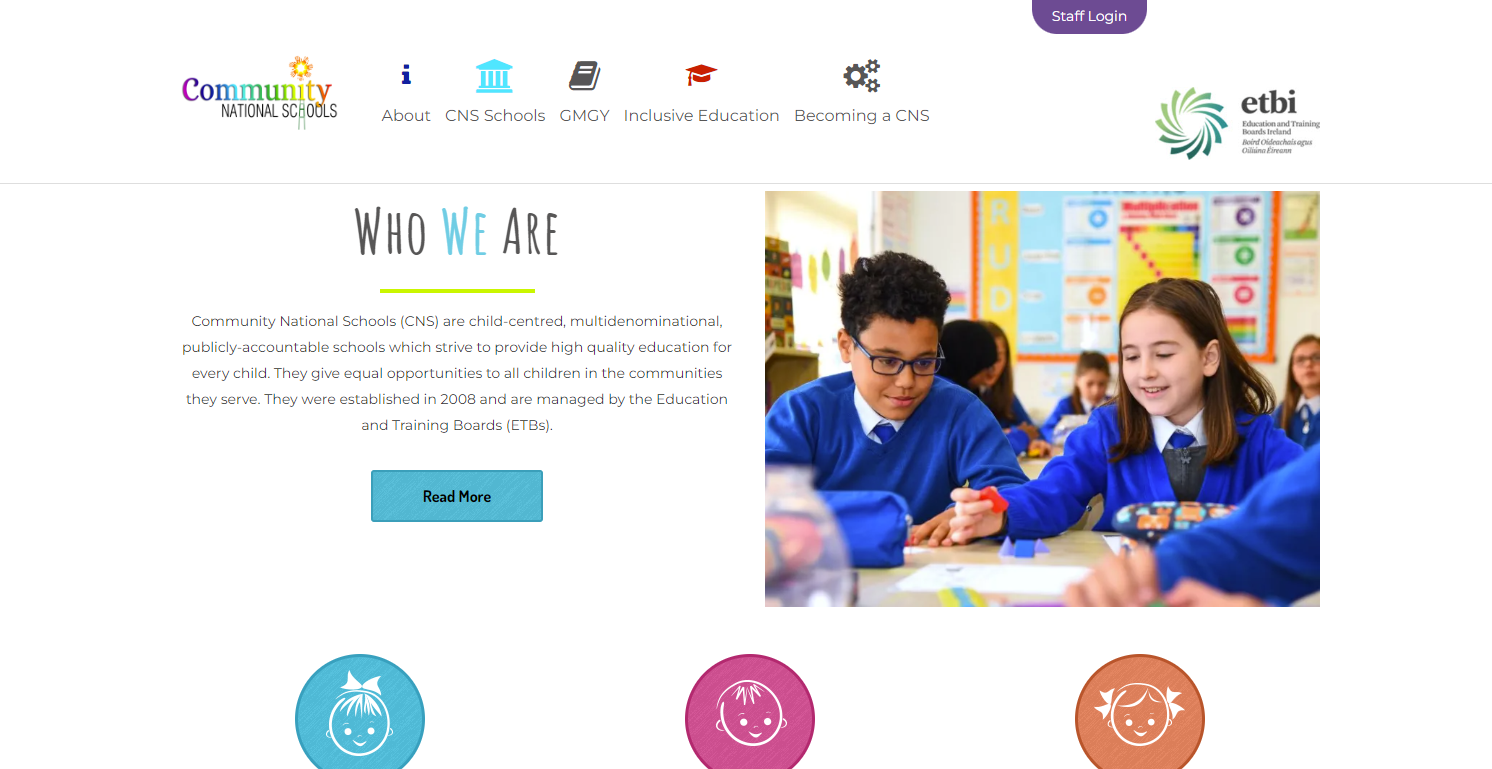 Staff Login
Community
NATIONAL SCHOOLS
About
CNS Schools
GMGY
Inclusive Education
Becoming a CNS
etbi
Education and Training
Boards Ireland
Boird Oideachais agus
Oiliúna Éireann
Who We Are
Community National Schools (CNS) are child-centred, multidenominational,
publicly-accountable schools which strive to provide high quality education for
every child. They give equal opportunities to all children in the communities
they serve. They were established in 2008 and are managed by the Education
and Training Boards (ETBs).
Read More
Multiplication
R
U
D